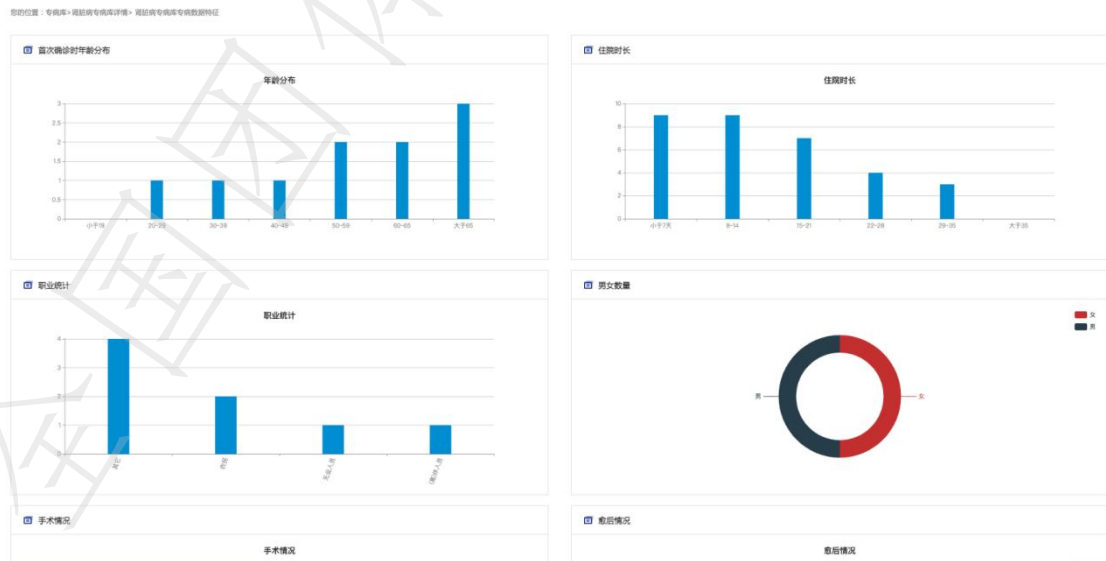 您的位置：专病库>肾脏病专病库详情> 肾脏病专病库专病数据特征
首次确诊时年龄分布
年龄分布
3
2.5
2
1.5
1
0.5
0
小于19
20-29
30-39
40-49
50-59
60-65
大于65
住院时长
住院时长
10
8
6
4
2
0
小于7天
8-14
15-21
22-28
29-35
大于35
职业统计
职业统计
4
3
2
1
0
其它
农民
无业人员
男女数量
女
男
男
女
手术情况
手术情况
愈后情况
愈后情况
全国团体